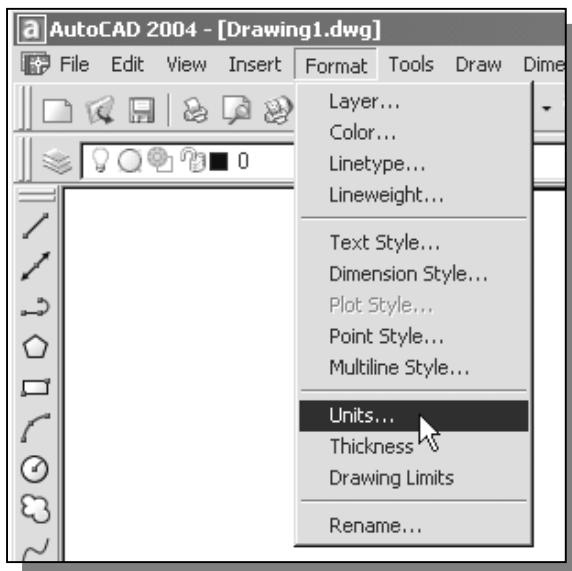 a AutoCAD 2004 - [Drawing1.dwg]
File Edit View Insert Format Tools Draw Dime
0
Layer...
Color...
Linetype...
Lineweight...
Text Style...
Dimension Style...
Plot Style...
Point Style...
Multiline Style...
Units...
Thickness
Drawing Limits
Rename...